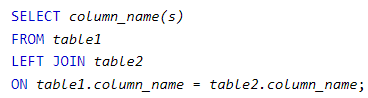 SELECT column_name(s)
FROM table1
LEFT JOIN table2
ON table1.column_name = table2.column_name;